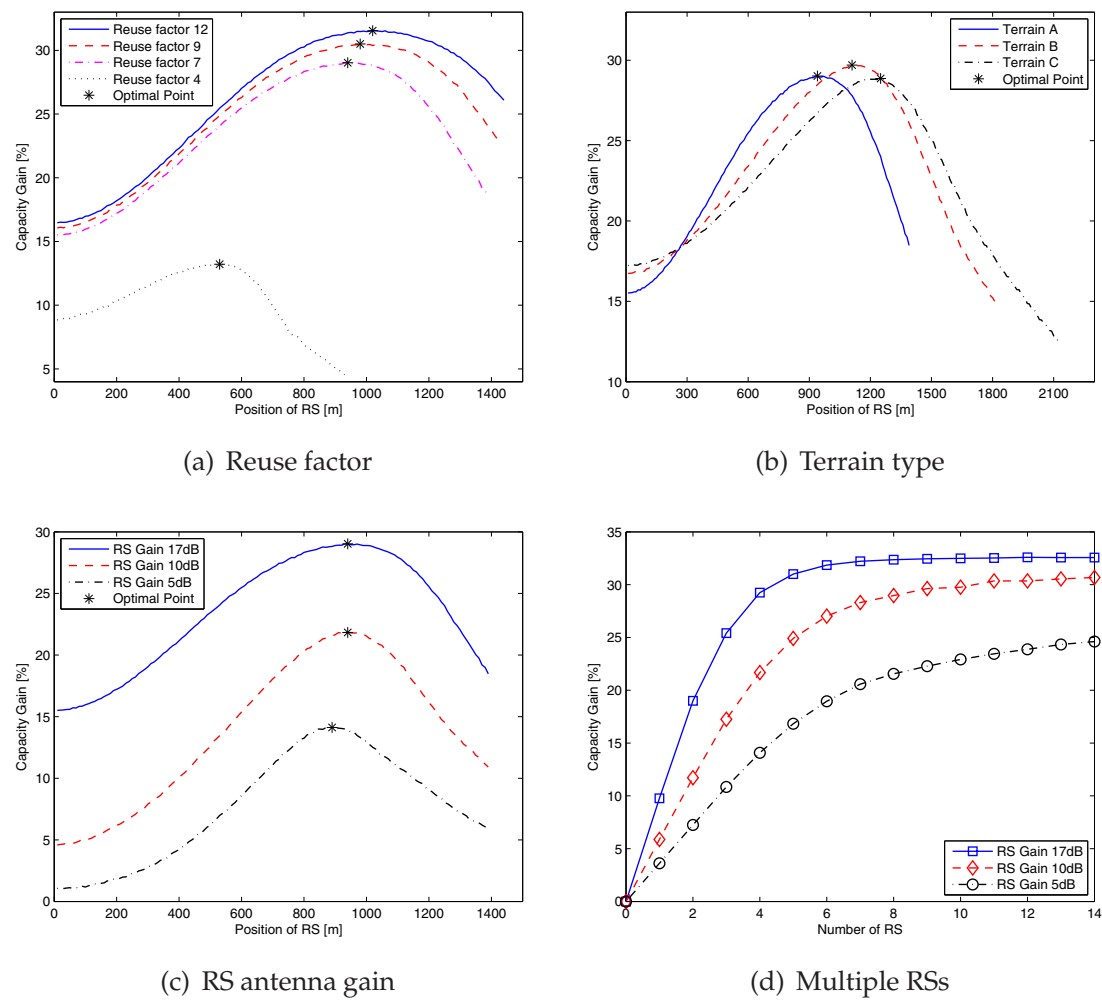 Capacity Gain [%]
30
25
20
15
10
5
Reuse factor 12
Reuse factor 9
Reuse factor 7
Reuse factor 4
Optimal Point
0 200 400 600 800 1000 1200 1400
Position of RS [m]
(a) Reuse factor
Capacity Gain [%]
30
25
20
15
10
Terrain A
Terrain B
Terrain C
Optimal Point
0 300 600 900 1200 1500 1800 2100
Position of RS [m]
(b) Terrain type
Capacity Gain [%]
30
25
20
15
10
5
0
RS Gain 17dB
RS Gain 10dB
RS Gain 5dB
Optimal Point
0 200 400 600 800 1000 1200 1400
Position of RS [m]
(c) RS antenna gain
Capacity Gain [%]
35
30
25
20
15
10
5
0
RS Gain 17dB
RS Gain 10dB
RS Gain 5dB
0 2 4 6 8 10 12 14
Number of RS
(d) Multiple RSs